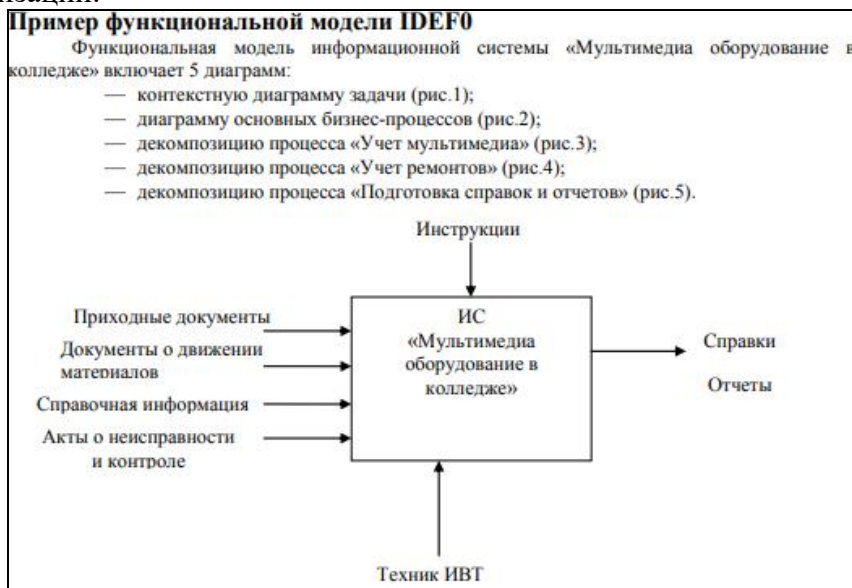 Пример функциональной модели IDEF0
Функциональная модель информационной системы «Мультимедиа оборудование в
колледже» включает 5 диаграмм:
— контекстную диаграмму задачи (рис.1);
— диаграмму основных бизнес-процессов (рис.2);
— декомпозицию процесса «Учет мультимедиа» (рис.3);
— декомпозицию процесса «Учет ремонтов» (рис.4);
— декомпозицию процесса «Подготовка справок и отчетов» (рис.5).
Инструкции
Приходные документы
Документы о движении
материалов
Справочная информация
Акты о неисправности
и контроле
ИС
«Мультимедиа
оборудование в
колледже»
Справки
Отчеты
Техник ИВТ